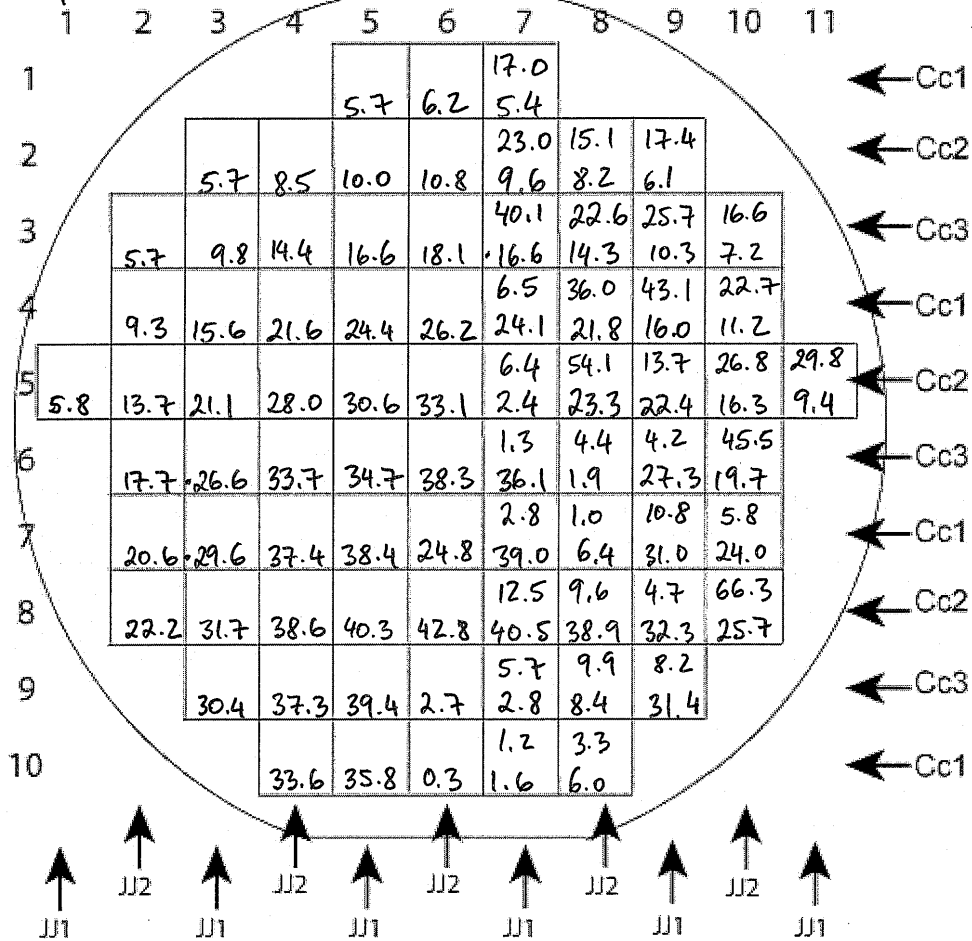 1 2 3 4 5 6 7 8 9 10 11
17.0
1 Cc1
5.7 6.2 5.4
23.0 15.1 17.4
2 Cc2
5.7 8.5 10.0 10.8 9.6 8.2 6.1
40.1 22.6 25.7 16.6
3 Cc3
5.7 9.8 14.4 16.6 18.1 16.6 14.3 10.3 7.2
6.5 36.0 43.1 22.7
4 Cc1
9.3 15.6 21.6 24.4 26.2 24.1 21.8 16.0 11.2
6.4 54.1 13.7 26.8 29.8
5 Cc2
5.8 13.7 21.1 28.0 30.6 33.1 2.4 23.3 22.4 16.3 9.4
1.3 4.4 4.2 45.5
6 Cc3
17.7 26.6 33.7 34.7 38.3 36.1 1.9 27.3 19.7
2.8 1.0 10.8 5.8
7 Cc1
20.6 29.6 37.4 38.4 24.8 39.0 6.4 31.0 24.0
12.5 9.6 4.7 66.3
8 Cc2
22.2 31.7 38.6 40.3 42.8 40.5 38.9 32.3 25.7
5.7 9.9 8.2
9 Cc3
30.4 37.3 39.4 2.7 2.8 8.4 31.4
1.2 3.3
10 Cc1
33.6 35.8 0.3 1.6 6.0
JJ2 JJ2 JJ2 JJ2 JJ2
JJ1 JJ1 JJ1 JJ1 JJ1 JJ1